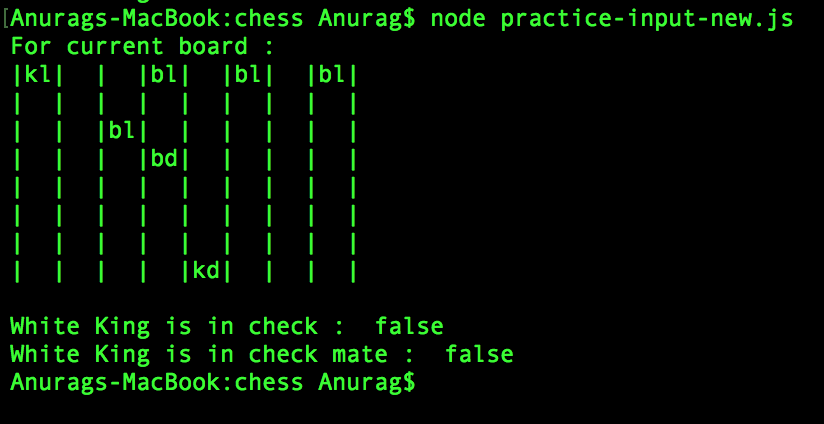 [Anurags-MacBook:chess Anurag$ node practice-input-new.js
For current board :
|kl|  |  |bl|  |bl|  |bl|
|  |  |  |  |  |  |  |  |
|  |  |bl|  |  |  |  |  |
|  |  |  |bd|  |  |  |  |
|  |  |  |  |  |  |  |  |
|  |  |  |  |  |  |  |  |
|  |  |  |  |  |  |  |  |
|  |  |  |  |kd|  |  |  |
White King is in check :  false
White King is in check mate :  false
Anurags-MacBook:chess Anurag$